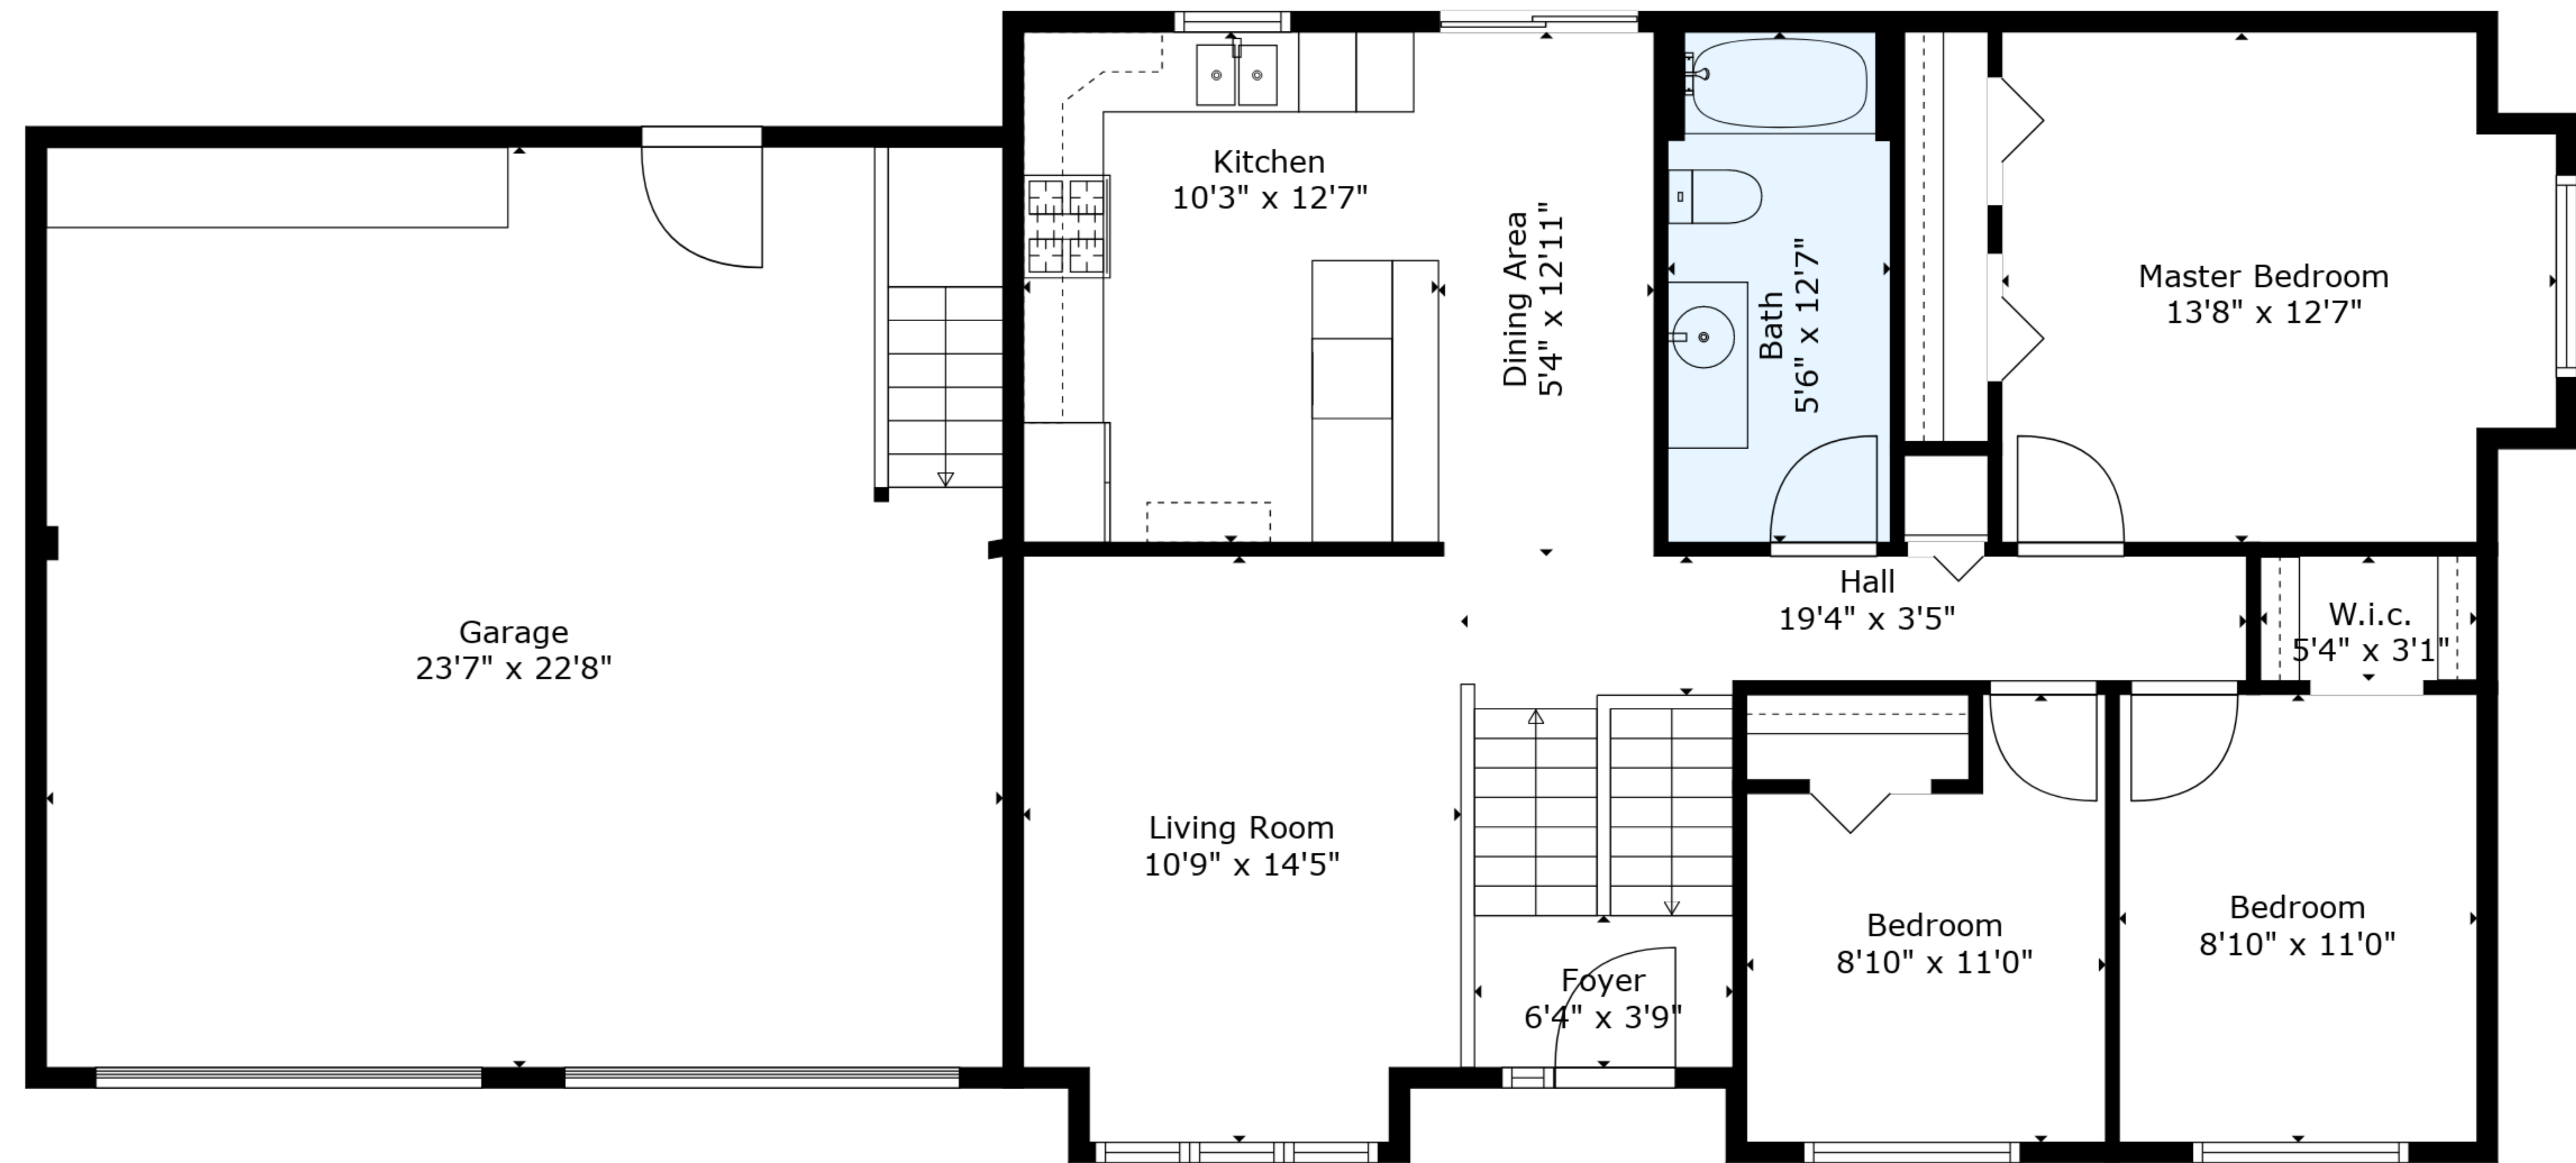 Kitchen
10'3" x 12'7"
Dining Area
5'4" x 12'11"
Bath
5'6" x 12'7"
Master Bedroom
13'8" x 12'7"
Hall
19'4" x 3'5"
W.i.c.
5'4" x 3'1"
Garage
23'7" x 22'8"
Living Room
10'9" x 14'5"
Foyer
6'4" x 3'9"
Bedroom
8'10" x 11'0"
Bedroom
8'10" x 11'0"